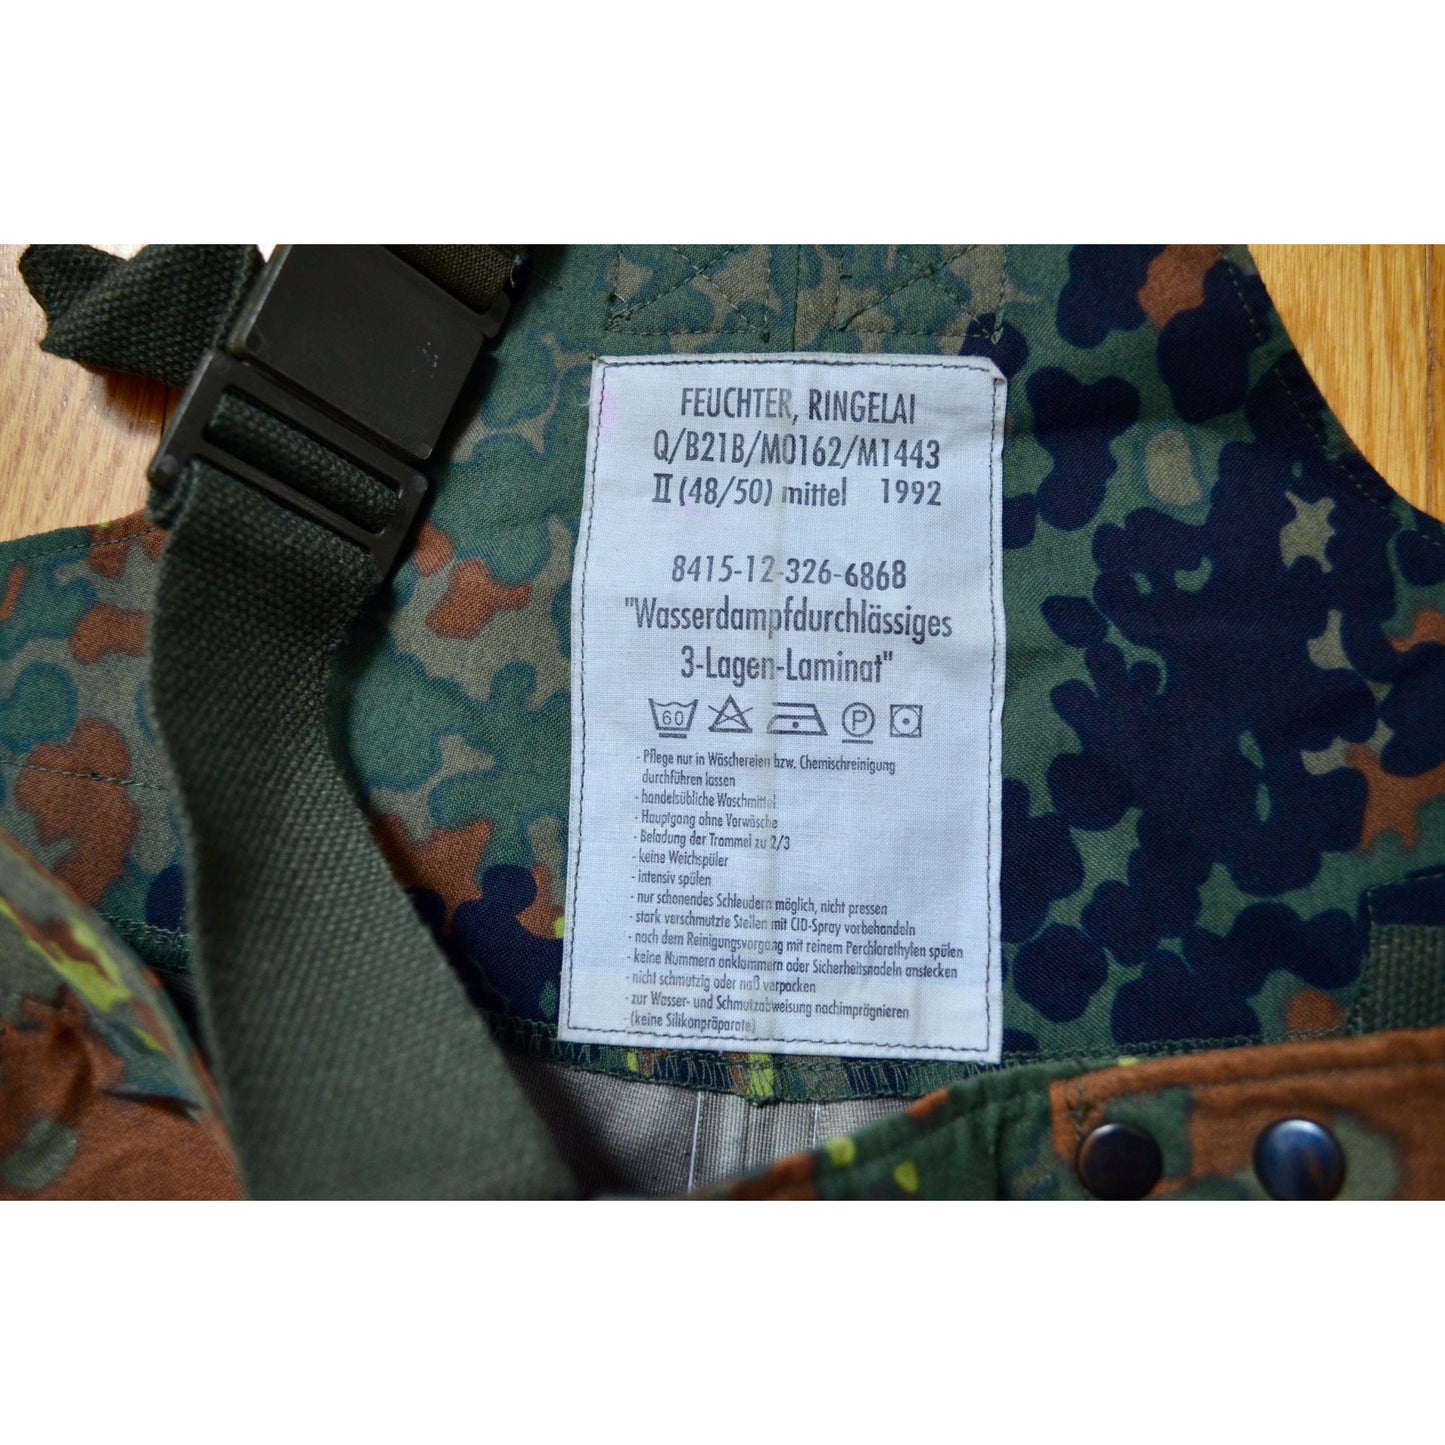 FEUCHTER, RINGELAI
Q/B21B/M0162/M1443
II (48/50) mittel 1992
8415-12-326-6868
"Wasserdampfdurchlässiges
3-Lagen-Laminat"
60 P
- Pflege nur in Wäschereien bzw. Chemischreinigung
durchführen lassen
- handelsübliche Waschmittel
- Hauptgang ohne Vorwäsche
- Beladung der Trommel zu 2/3
- keine Weichspüler
- intensiv spülen
- nur schonendes Schleudern möglich, nicht pressen
- stark verschmutzte Stellen mit CID-Spray vorbehandeln
- nach dem Reinigungsvorgang mit reinem Perchlorethylen spülen
- keine Nummern anklammern oder Sicherheitsnadeln anstecken
- nicht schmutzig oder naß verpacken
- zur Wasser- und Schmutzabweisung nachimprägnieren
- (keine Silikonpräparate)